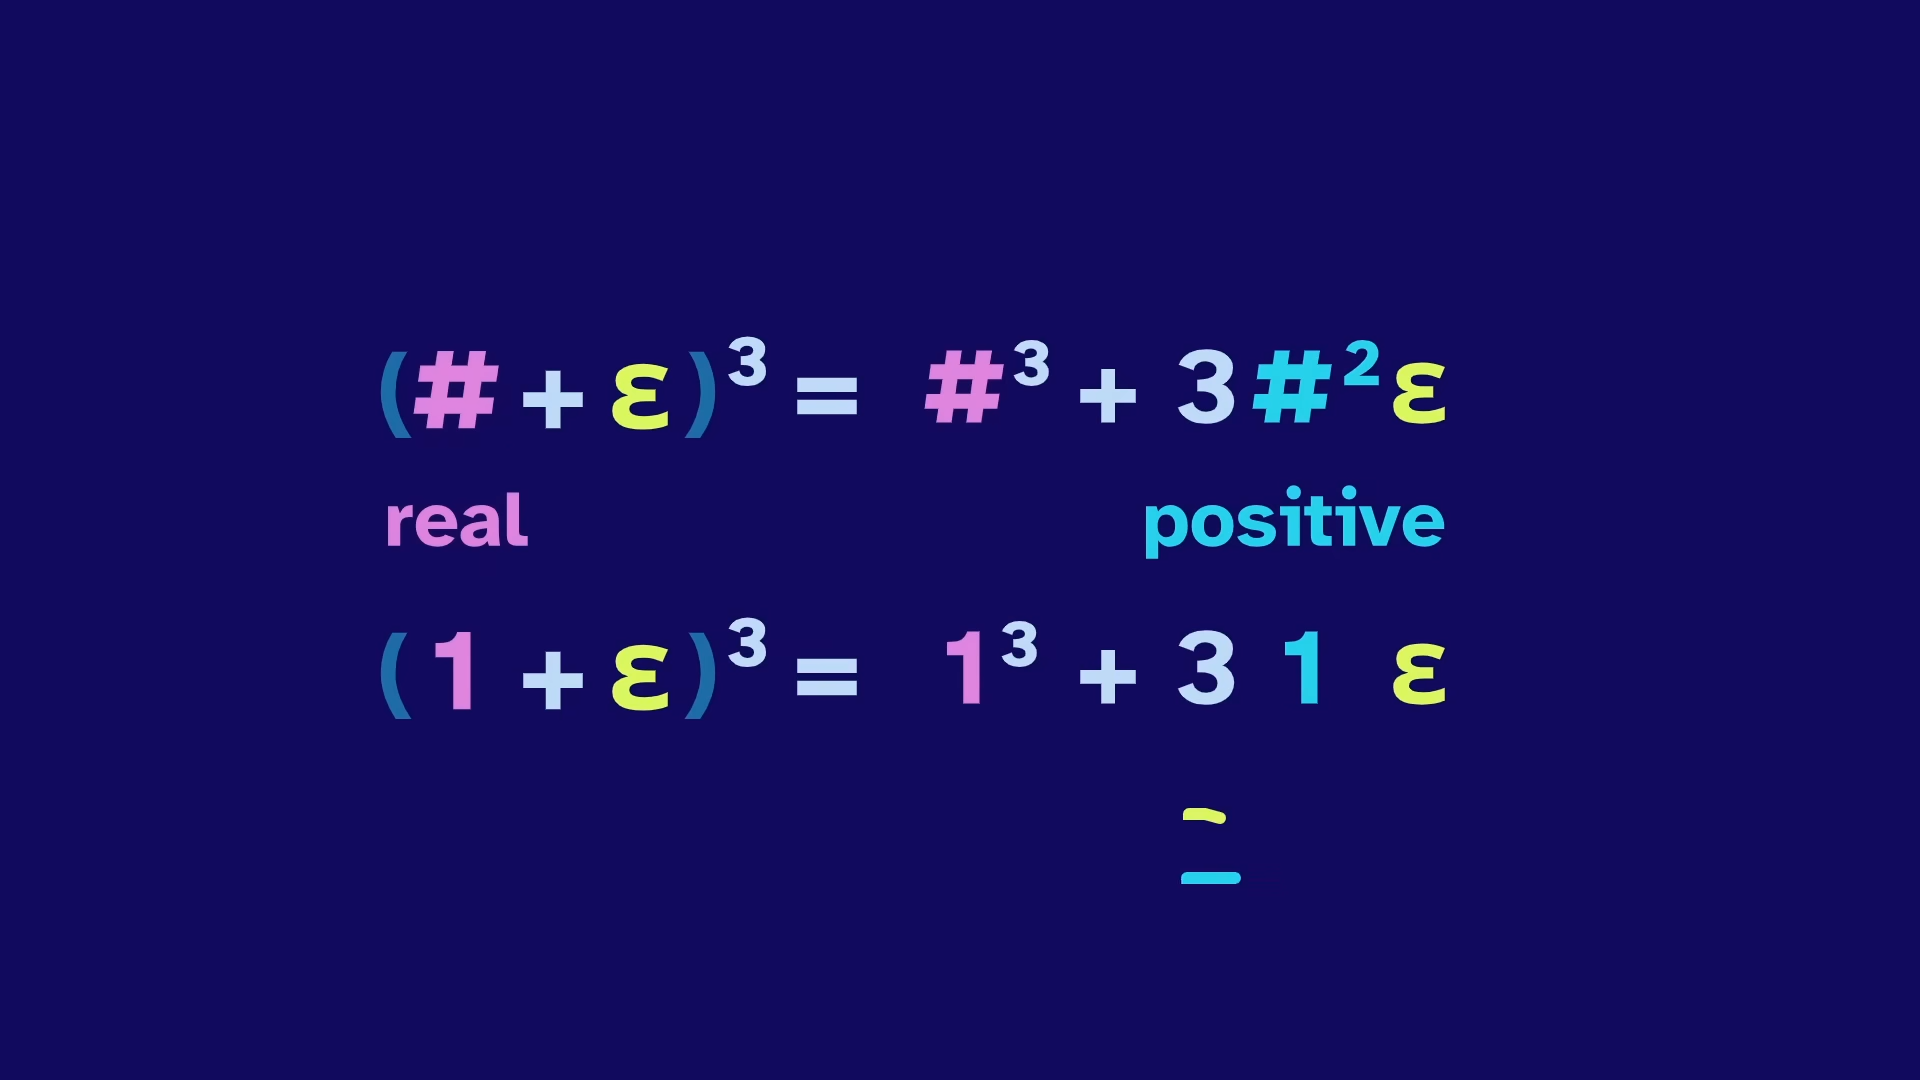 (# + ε)³ = #³ + 3#²ε
real positive
(1 + ε)³ = 1³ + 3 1 ε